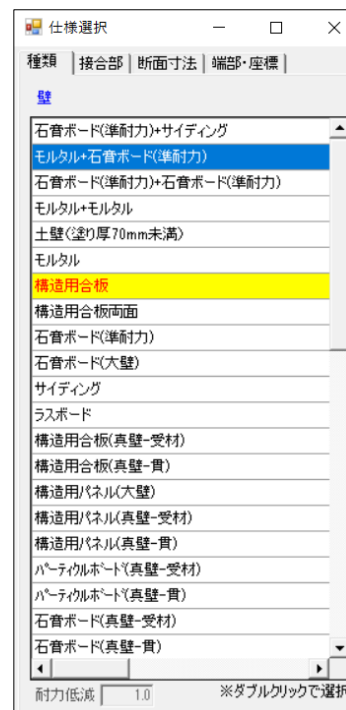 仕様選択
種類 接合部 断面寸法 端部・座標
壁
石音ボード(準耐力)+サイディング
モルタル+石音ボード(準耐力)
石音ボード(準耐力)+石音ボード(準耐力)
モルタル+モルタル
土壁(塗り厚70mm未満)
モルタル
構造用合板
構造用合板両面
石音ボード(準耐力)
石音ボード(大壁)
サイディング
ラスボード
構造用合板(真壁-受材)
構造用合板(真壁-貫)
構造用パネル(大壁)
構造用パネル(真壁-受材)
構造用パネル(真壁-貫)
パーティクルボード(真壁-受材)
パーティクルボード(真壁-貫)
石音ボード(真壁-受材)
石音ボード(真壁-貫)
耐力低減 1.0 ※ダブルクリックで選択